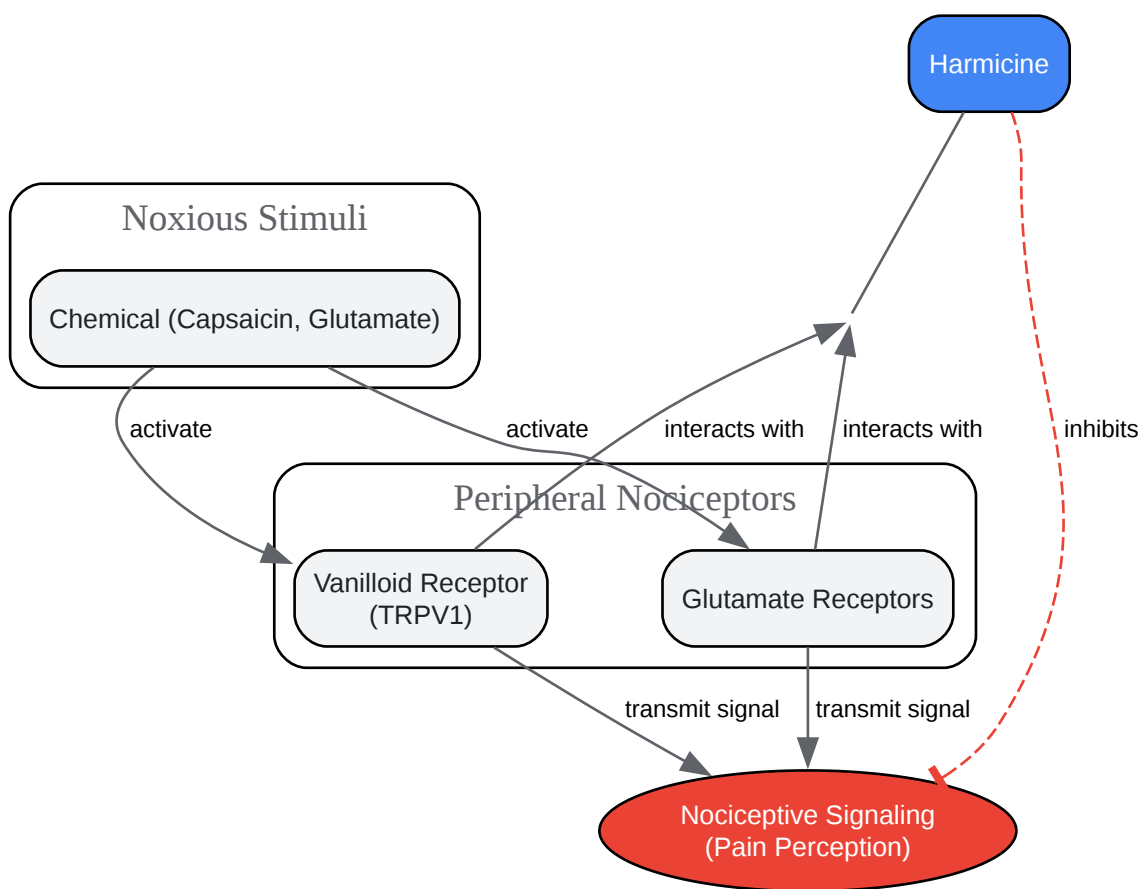 Harmicine
Noxious Stimuli
Chemical (Capsaicin, Glutamate)
activate
activate
interacts with
interacts with
inhibits
Peripheral Nociceptors
Vanilloid Receptor
(TRPV1)
Glutamate Receptors
transmit signal
transmit signal
Nociceptive Signaling
(Pain Perception)